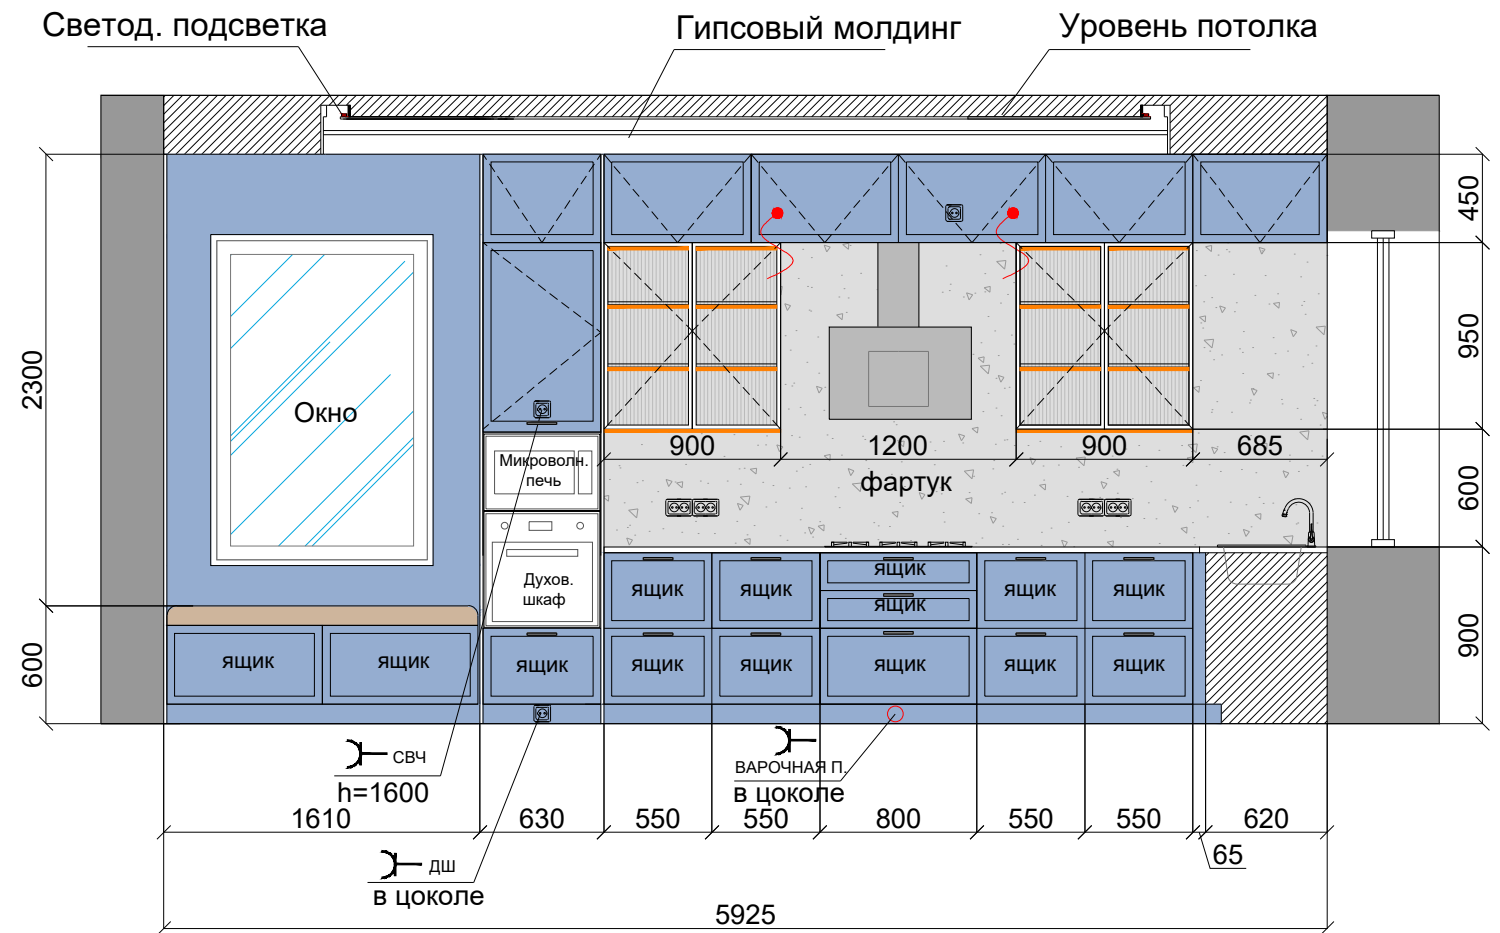 Светод. подсветка
Гипсовый молдинг
Уровень потолка
450
950
2300
Окно
900
1200
900
685
Микроволн.
печь
фартук
600
Духов.
шкаф
ящик
ящик
ящик
ящик
ящик
ящик
600
ящик
ящик
ящик
ящик
ящик
ящик
ящик
ящик
900
СВЧ
h=1600
ВАРОЧНАЯ П.
в цоколе
1610
630
550
550
800
550
550
620
65
ДШ
в цоколе
5925